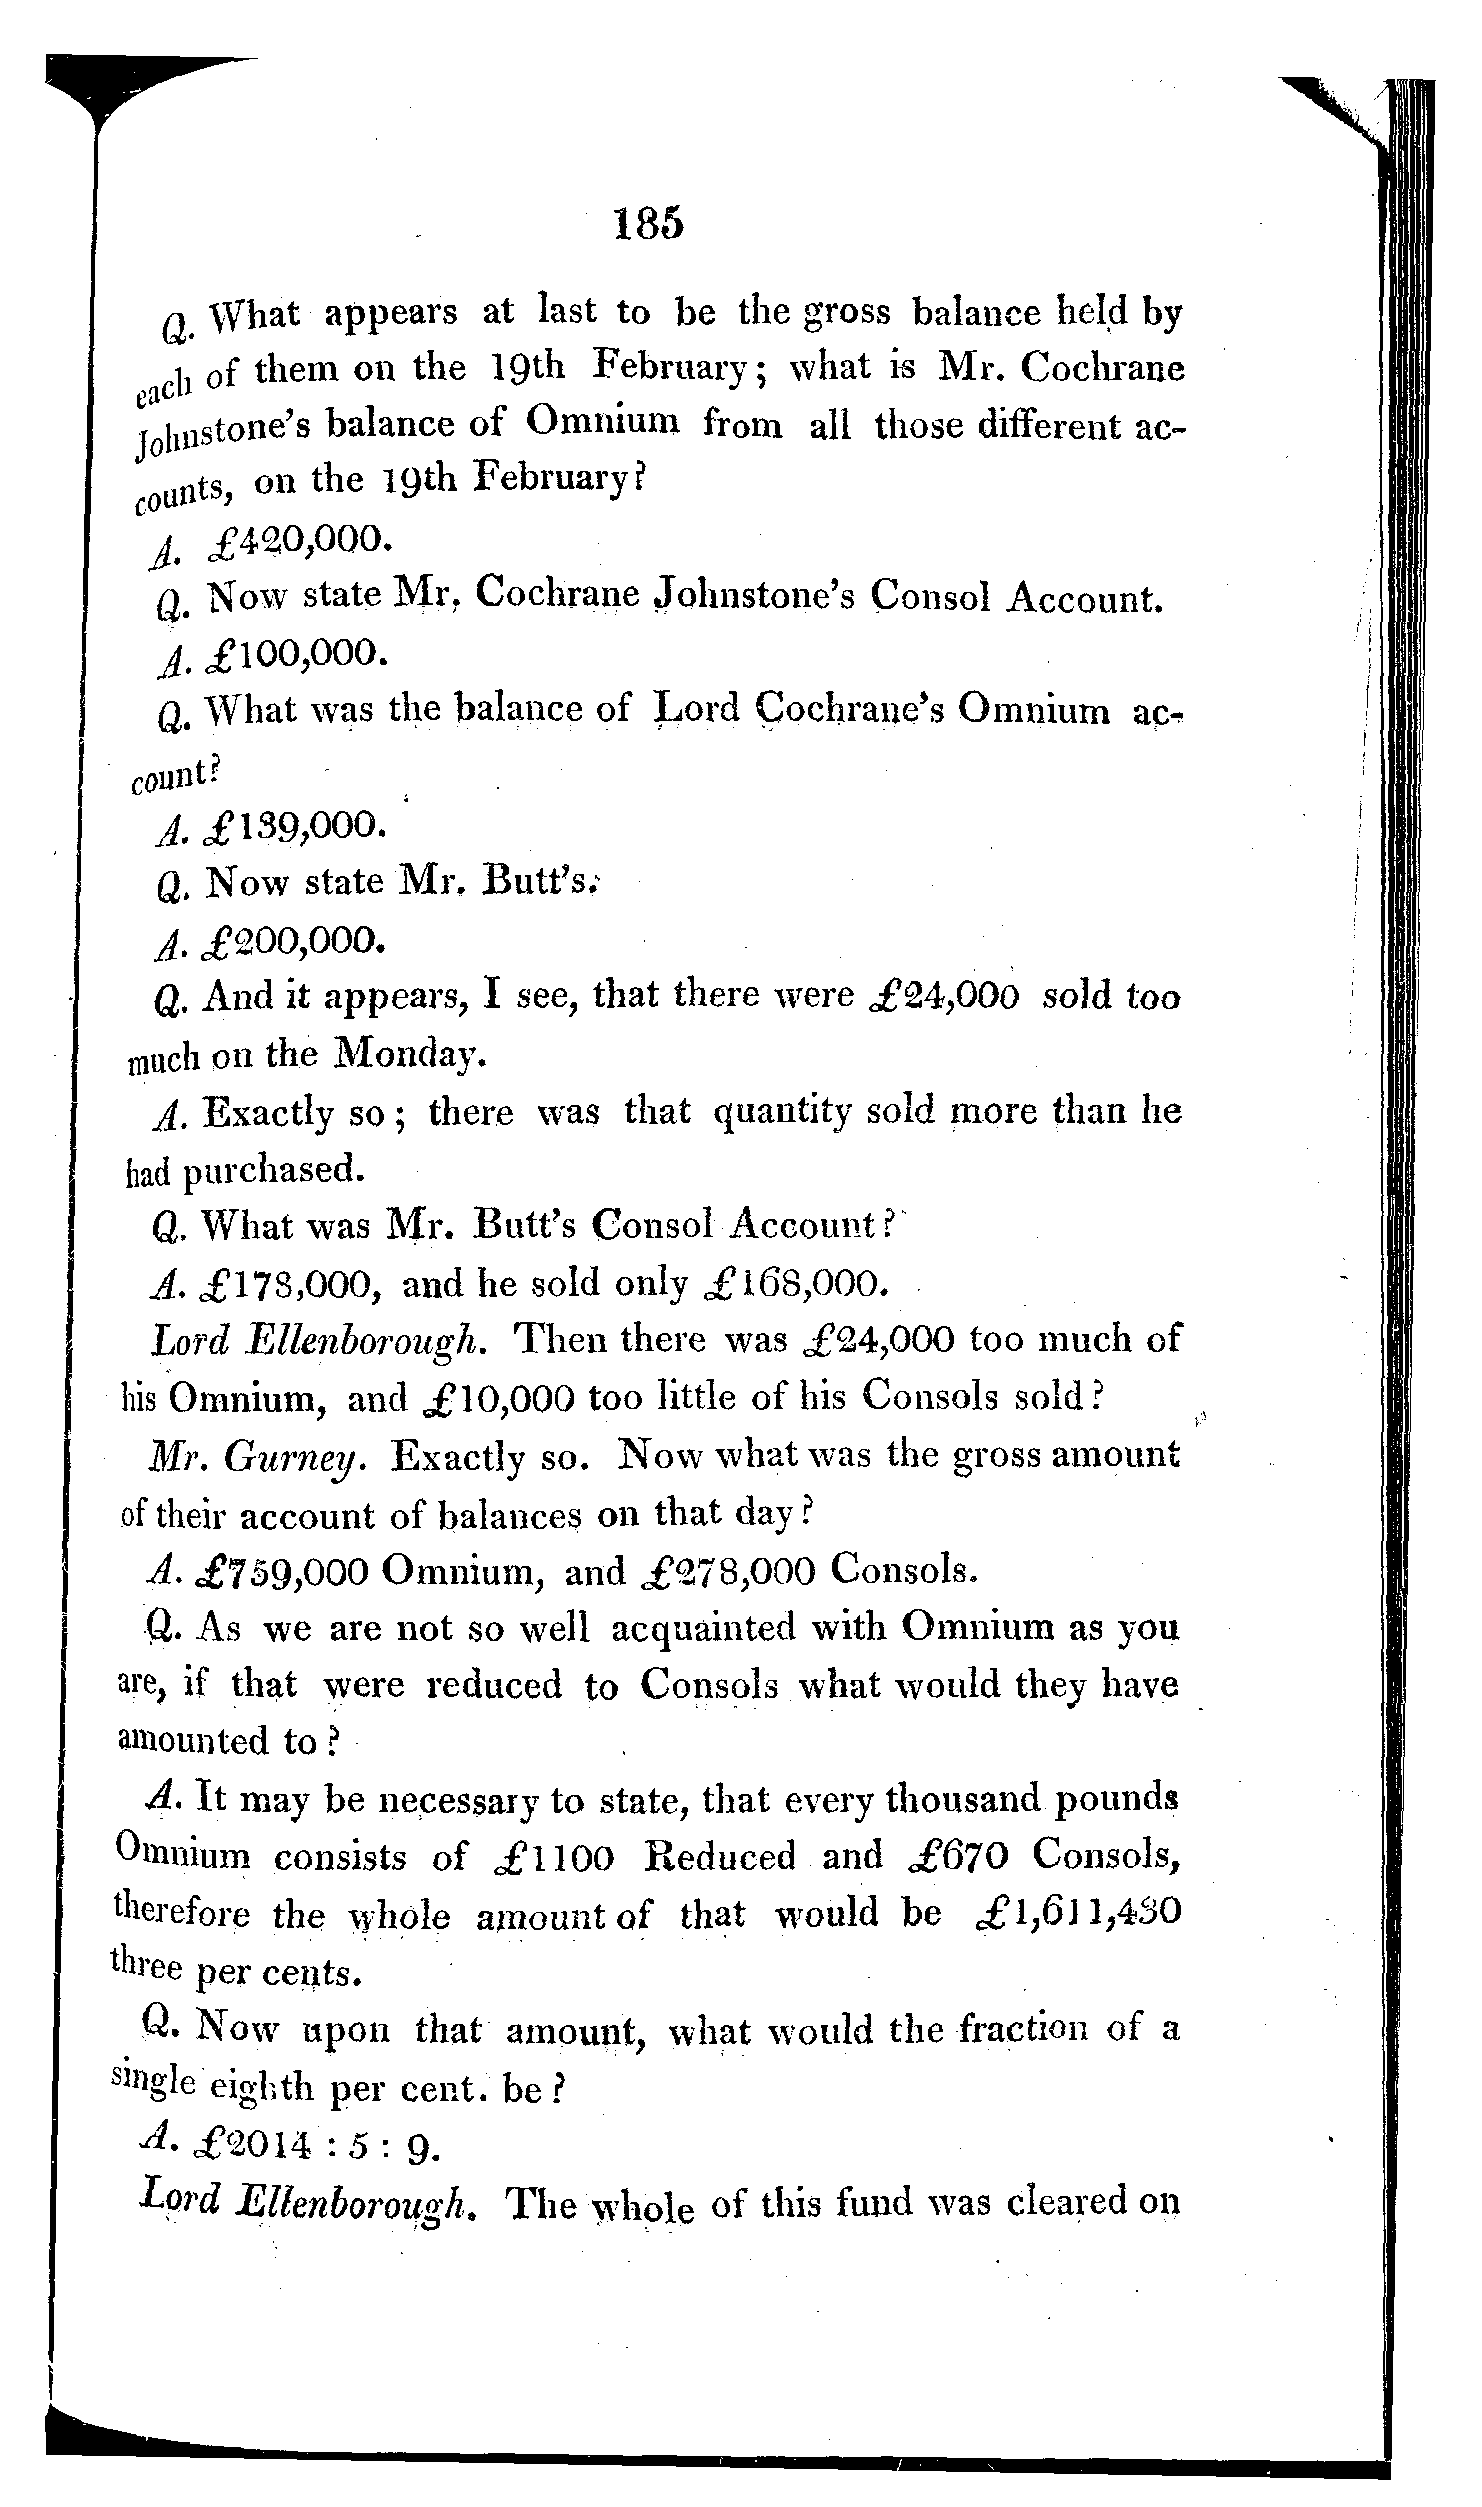 185
Q. What appears at last to be the gross balance held by
each of them on the 19th February; what is Mr. Cochrane
Johnstone's balance of Omnium from all those different ac-
counts, on the 19th February?
A. £420,000.
Q. Now state Mr. Cochrane Johnstone's Consol Account.
A. £100,000.
Q. What was the balance of Lord Cochrane's Omnium ac-
count?
A. £139,000.
Q. Now state Mr. Butt's.
A. £200,000.
Q. And it appears, I see, that there were £24,000 sold too
much on the Monday.
A. Exactly so; there was that quantity sold more than he
had purchased.
Q. What was Mr. Butt's Consol Account?
A. £178,000, and he sold only £168,000.
Lord Ellenborough. Then there was £24,000 too much of
his Omnium, and £10,000 too little of his Consols sold?
Mr. Gurney. Exactly so. Now what was the gross amount
of their account of balances on that day?
A. £759,000 Omnium, and £278,000 Consols.
Q. As we are not so well acquainted with Omnium as you
are, if that were reduced to Consols what would they have
amounted to?
A. It may be necessary to state, that every thousand pounds
Omnium consists of £1100 Reduced and £670 Consols,
therefore the whole amount of that would be £1,611,430
three per cents.
Q. Now upon that amount, what would the fraction of a
single eighth per cent. be?
A. £2014 : 5 : 9.
Lord Ellenborough. The whole of this fund was cleared on